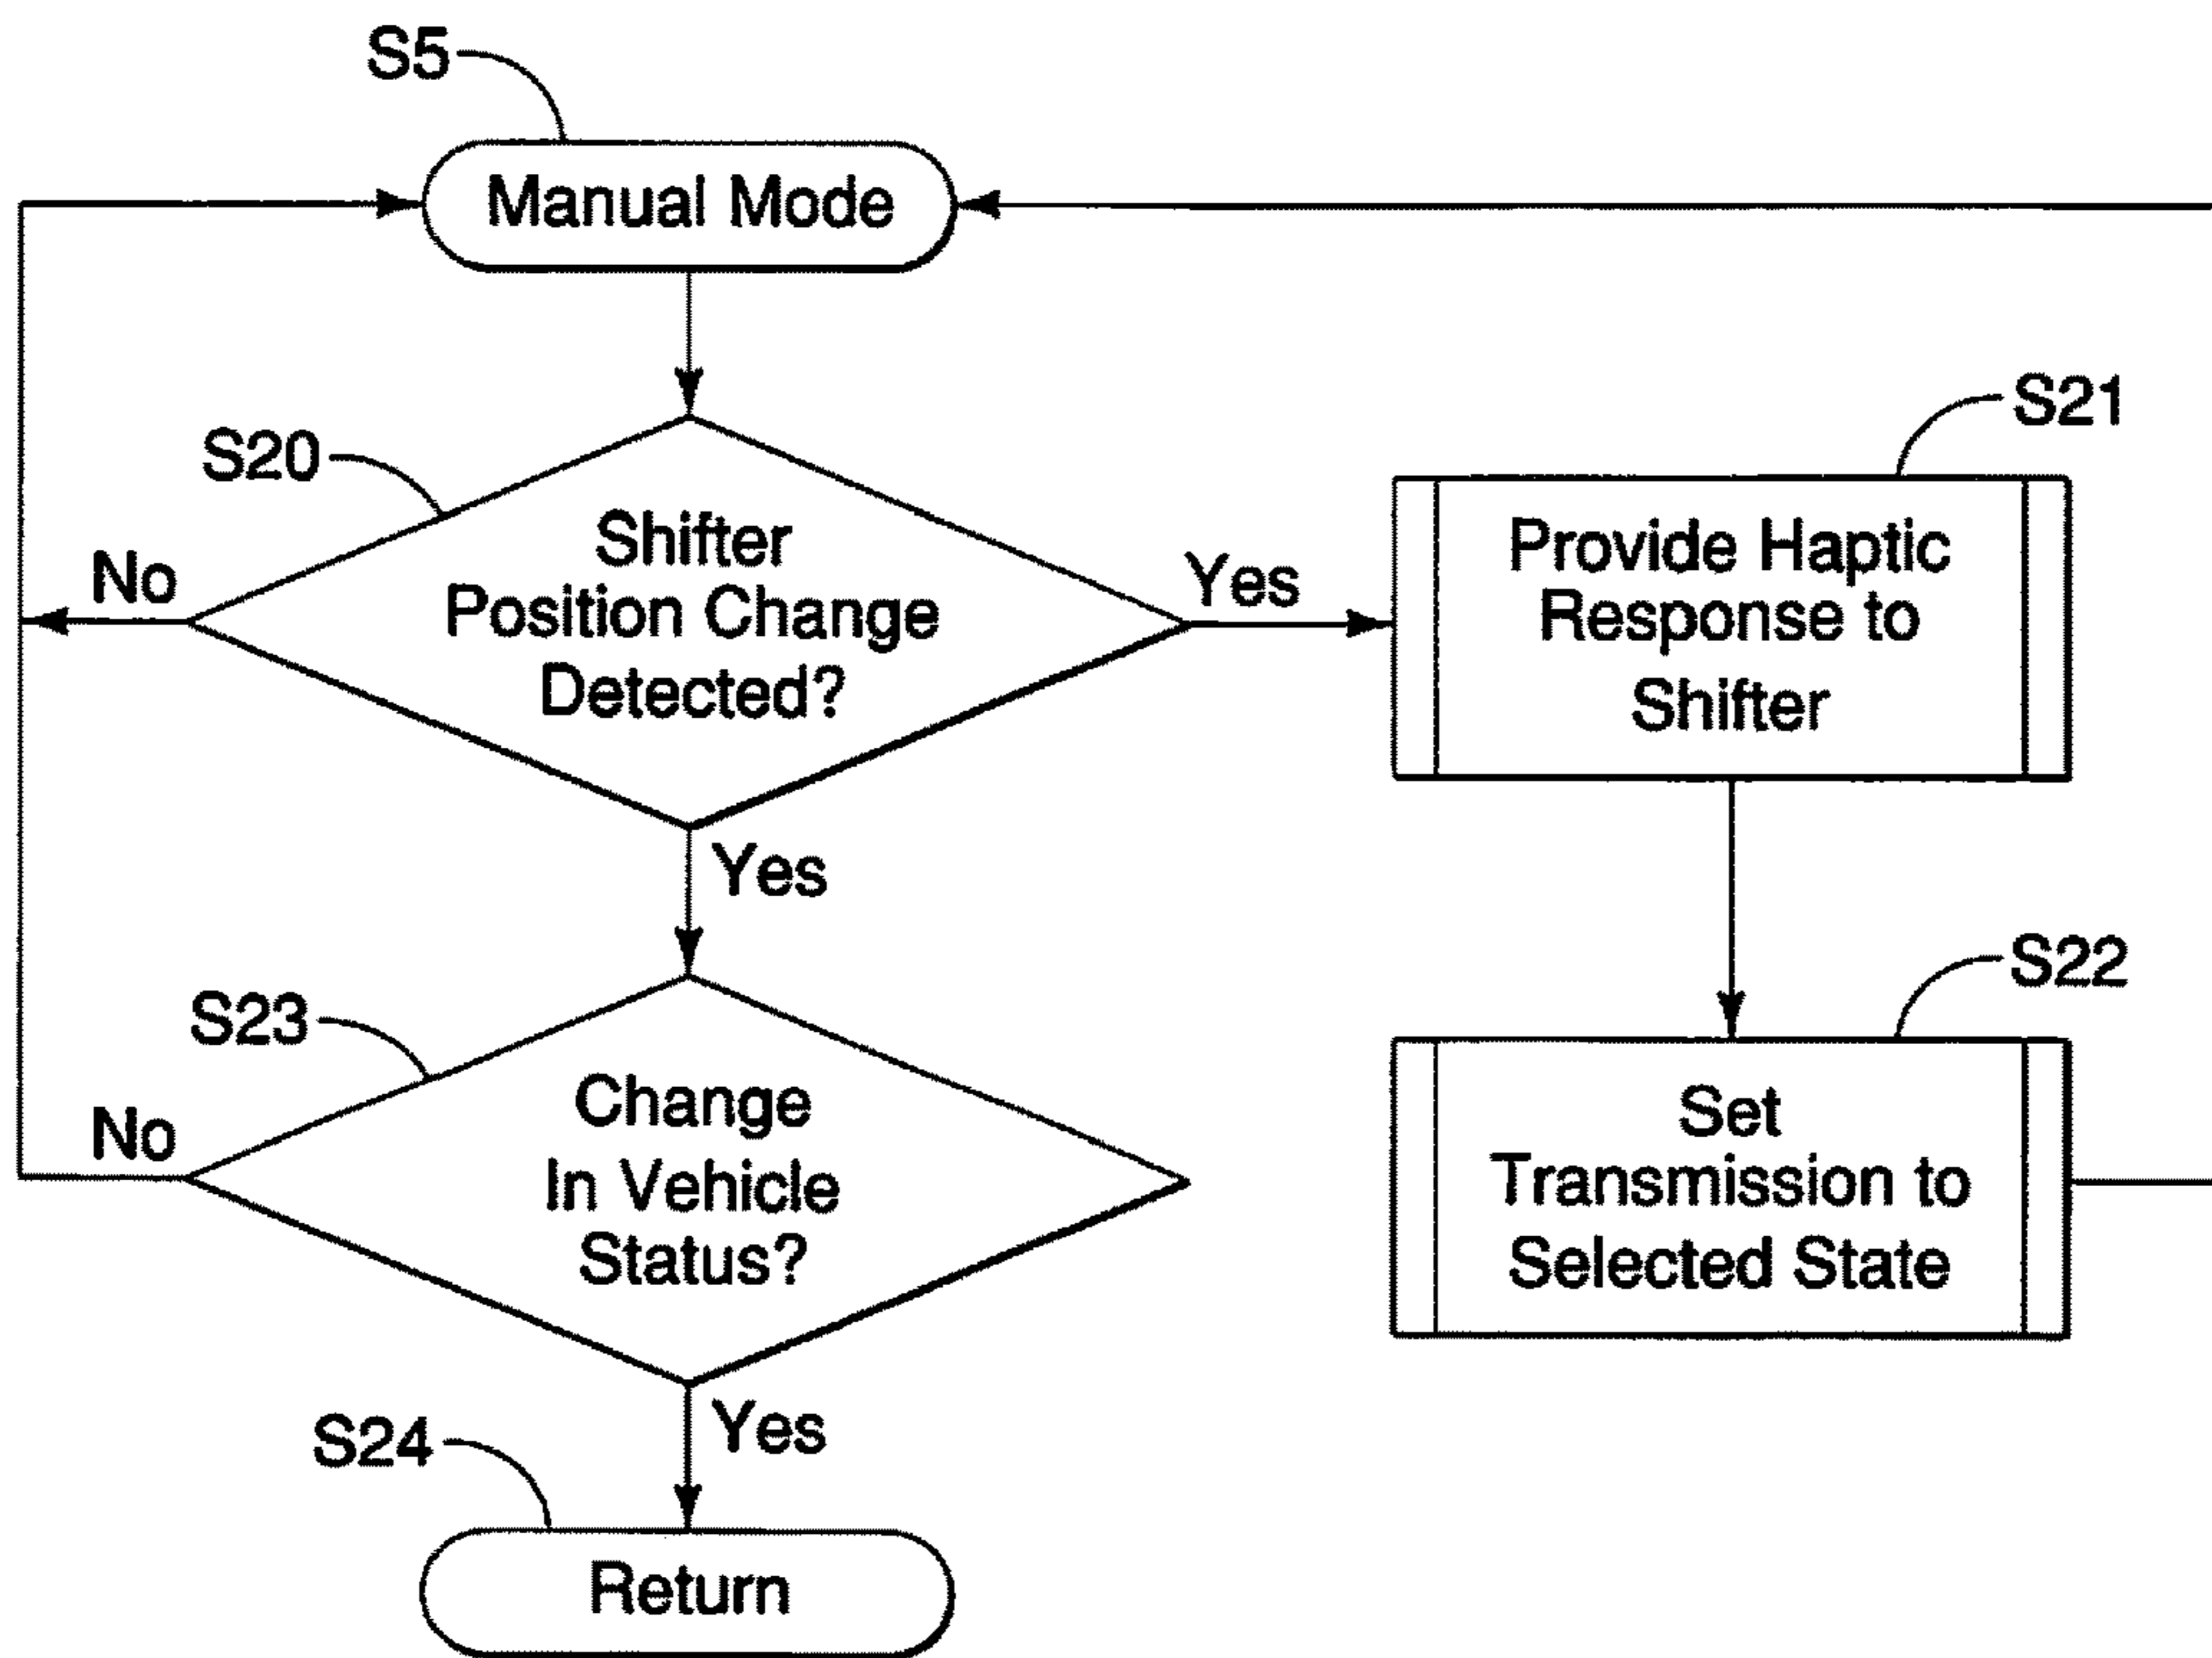 S5
Manual Mode
S20
Shifter
Position Change
Detected?
No
Yes
S21
Provide Haptic
Response to
Shifter
Yes
S22
Set
Transmission to
Selected State
S23
Change
In Vehicle
Status?
No
Yes
S24
Return